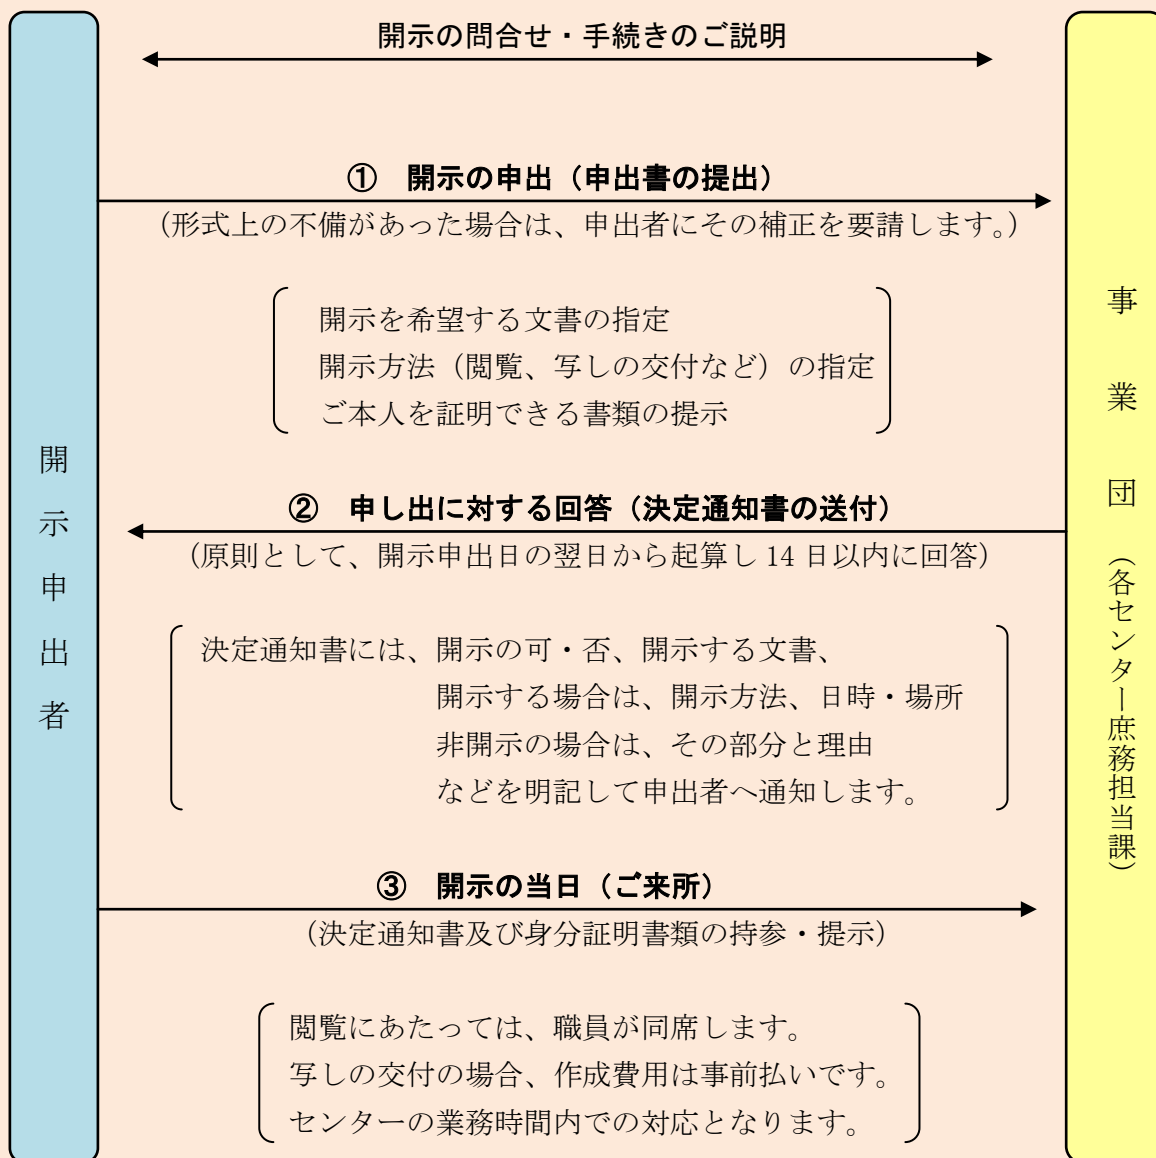 開示の問合せ・手続きのご説明
① 開示の申出（申出書の提出）
（形式上の不備があった場合は、申出者にその補正を要請します。）
開示を希望する文書の指定
開示方法（閲覧、写しの交付など）の指定
ご本人を証明できる書類の提示
② 申し出に対する回答（決定通知書の送付）
（原則として、開示申出日の翌日から起算し 14 日以内に回答）
決定通知書には、開示の可・否、開示する文書、
開示する場合は、開示方法、日時・場所
非開示の場合は、その部分と理由
などを明記して申出者へ通知します。
③ 開示の当日（ご来所）
（決定通知書及び身分証明書類の持参・提示）
閲覧にあたっては、職員が同席します。
写しの交付の場合、作成費用は事前払いです。
センターの業務時間内での対応となります。
開示申出者
事業団（各センター庶務担当課）